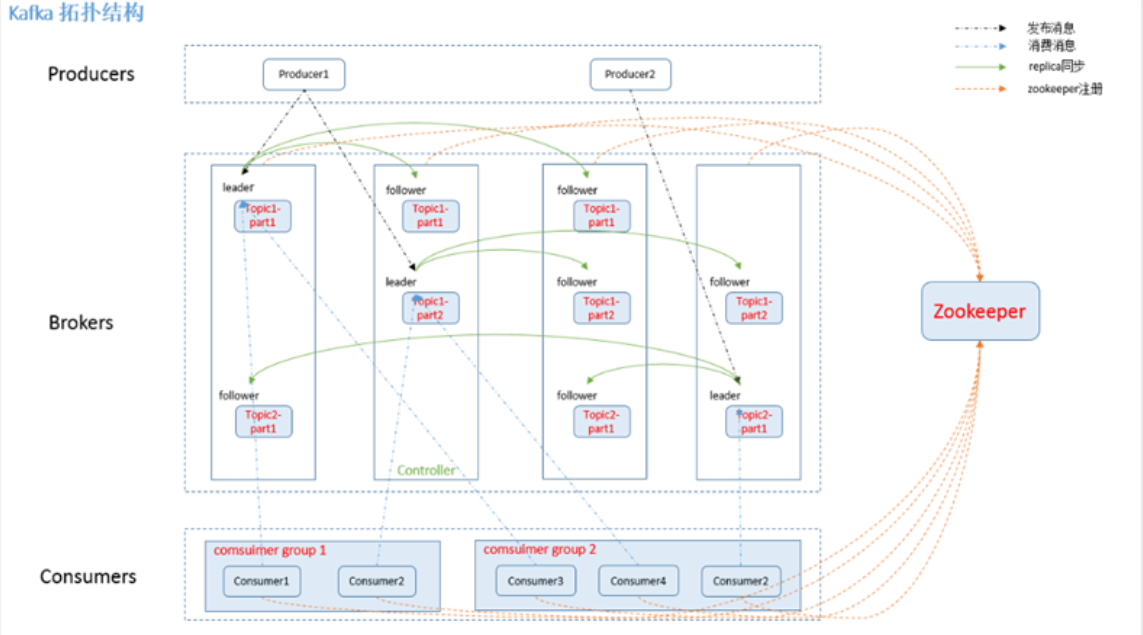 Kafka 拓扑结构
发布消息
消费消息
replica同步
zookeeper注册
Producers
Producer1
Producer2
leader
Topic1-
part1
follower
Topic1-
part1
follower
Topic1-
part1
leader
Topic1-
part2
follower
Topic1-
part2
follower
Topic1-
part2
Brokers
Zookeeper
follower
Topic2-
part1
follower
Topic2-
part1
leader
Topic2-
part1
Controller
comsuimer group 1
comsuimer group 2
Consumers
Consumer1
Consumer2
Consumer3
Consumer4
Consumer2